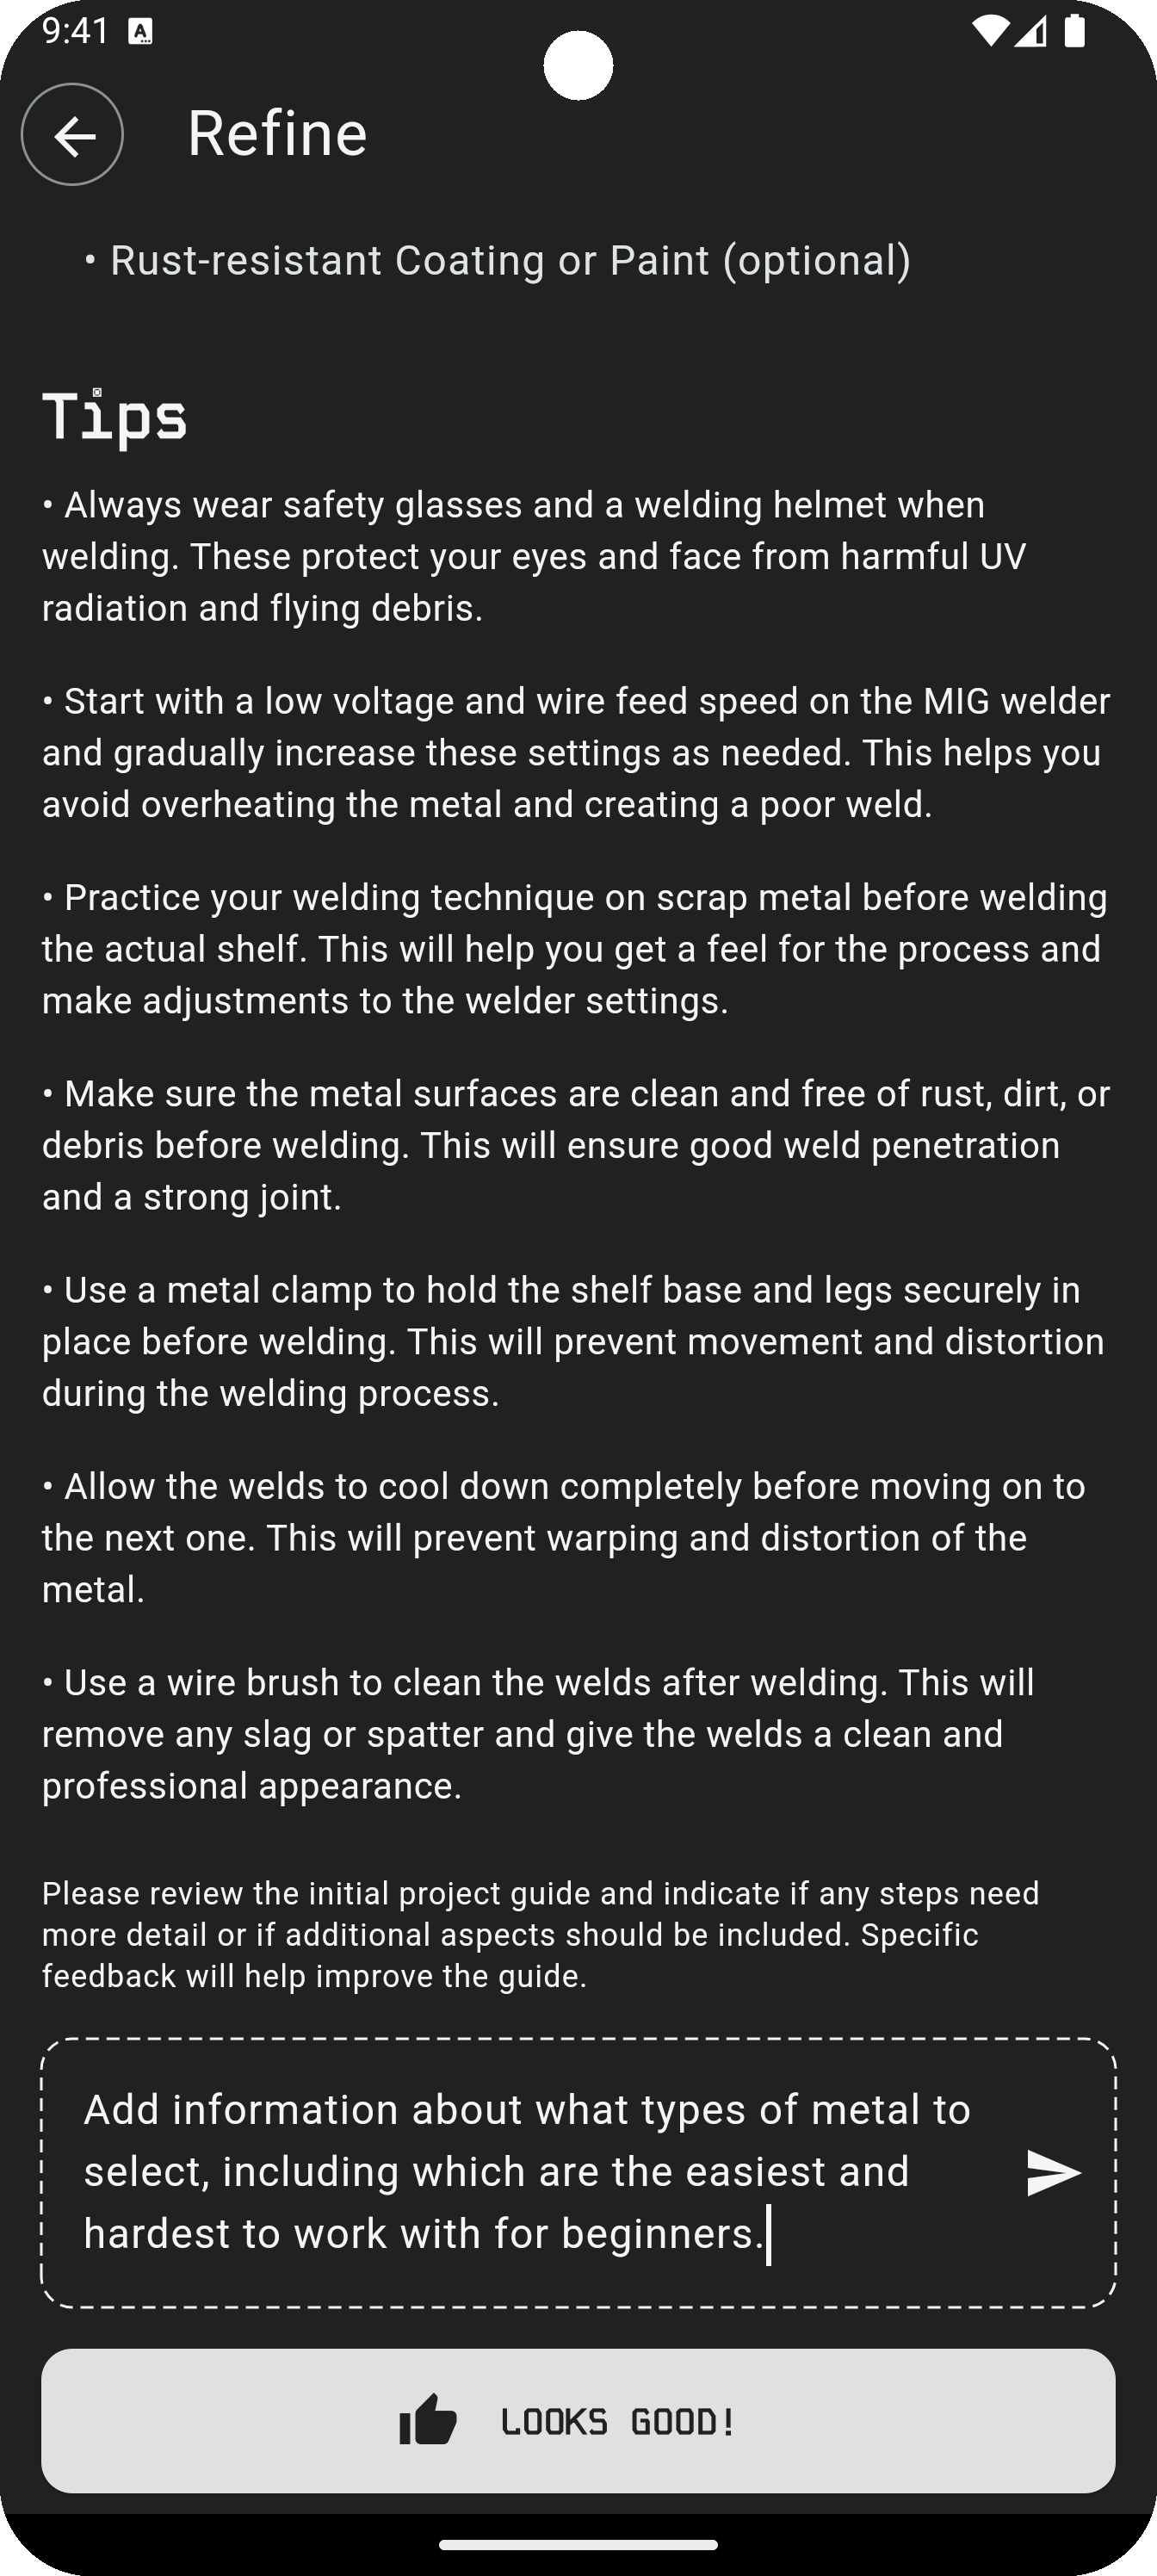 9:41
Refine
• Rust-resistant Coating or Paint (optional)
Tips
• Always wear safety glasses and a welding helmet when
welding. These protect your eyes and face from harmful UV
radiation and flying debris.
• Start with a low voltage and wire feed speed on the MIG welder
and gradually increase these settings as needed. This helps you
avoid overheating the metal and creating a poor weld.
• Practice your welding technique on scrap metal before welding
the actual shelf. This will help you get a feel for the process and
make adjustments to the welder settings.
• Make sure the metal surfaces are clean and free of rust, dirt, or
debris before welding. This will ensure good weld penetration
and a strong joint.
• Use a metal clamp to hold the shelf base and legs securely in
place before welding. This will prevent movement and distortion
during the welding process.
• Allow the welds to cool down completely before moving on to
the next one. This will prevent warping and distortion of the
metal.
• Use a wire brush to clean the welds after welding. This will
remove any slag or spatter and give the welds a clean and
professional appearance.
Please review the initial project guide and indicate if any steps need
more detail or if additional aspects should be included. Specific
feedback will help improve the guide.
Add information about what types of metal to
select, including which are the easiest and
hardest to work with for beginners.
LOOKS GOOD!